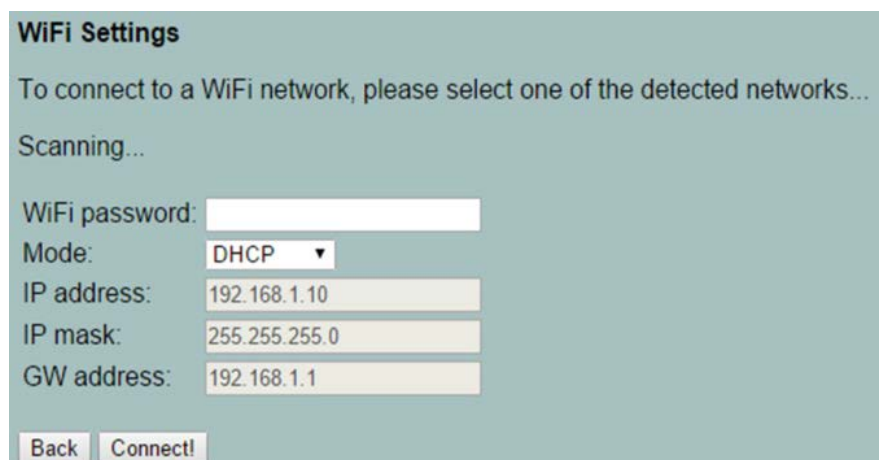 WiFi Settings
To connect to a WiFi network, please select one of the detected networks...
Scanning...
WiFi password:
Mode: DHCP
IP address: 192.168.1.10
IP mask: 255.255.255.0
GW address: 192.168.1.1
Back Connect!